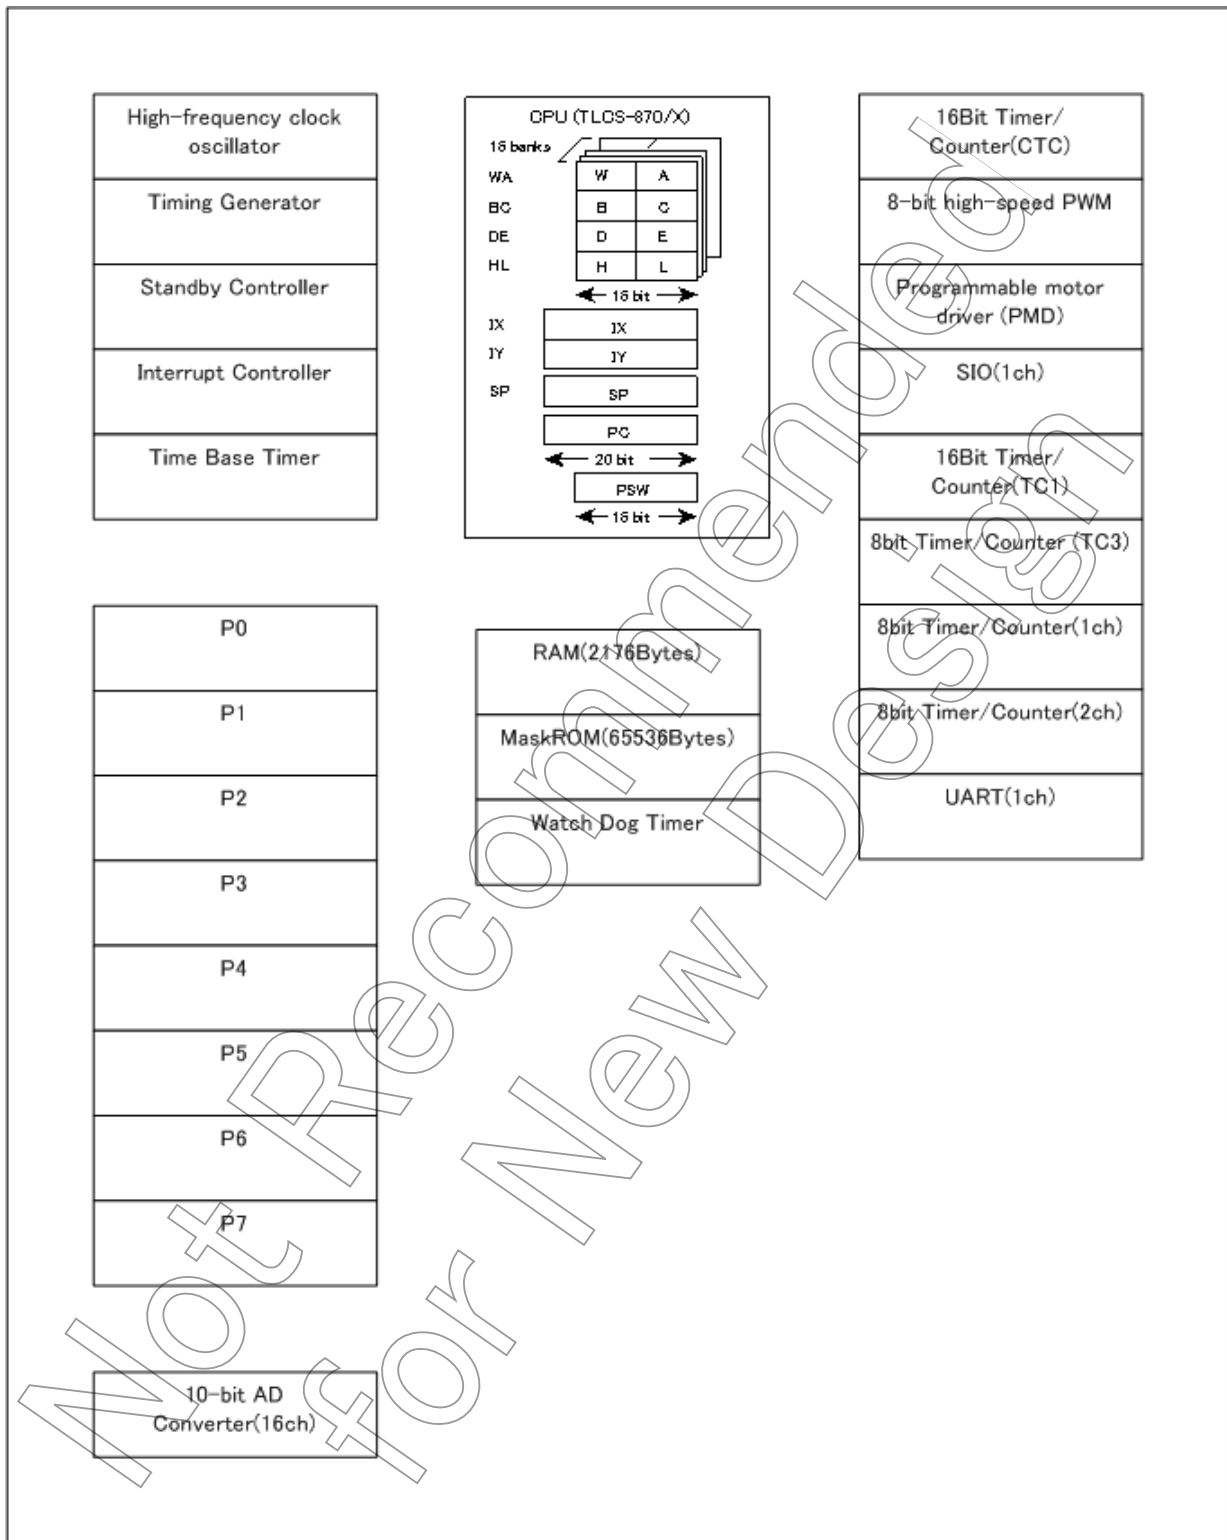 High-frequency clock
oscillator
Timing Generator
Standby Controller
Interrupt Controller
Time Base Timer
CPU (TLCS-870/X)
16 banks
WA
W
A
BC
B
C
DE
D
E
HL
H
L
16 bit
IX
IX
IY
IY
SP
SP
PC
20 bit
PSW
16 bit
16Bit Timer/
Counter(CTC)
8-bit high-speed PWM
Programmable motor
driver (PMD)
SIO(1ch)
16Bit Timer/
Counter(TC1)
8bit Timer/Counter (TC3)
8bit Timer/Counter(1ch)
8bit Timer/Counter(2ch)
UART(1ch)
P0
P1
P2
P3
P4
P5
P6
P7
RAM(2176Bytes)
MaskROM(65536Bytes)
Watch Dog Timer
10-bit AD
Converter(16ch)
Not Recommended
for New Design